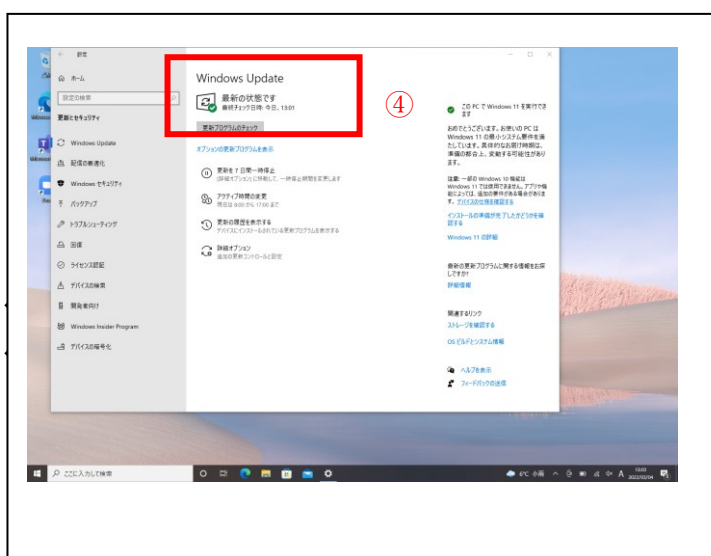 ← 設定
ホーム
設定の検索
更新とセキュリティ
Windows Update
配信の最適化
Windows セキュリティ
バックアップ
トラブルシューティング
回復
ライセンス認証
デバイスの検索
開発者向け
Windows Insider Program
デバイスの暗号化
Windows Update
最新の状態です
最終チェック日時: 今日、13:01
④
更新プログラムのチェック
オプションの更新プログラムを表示
更新を 7 日間一時停止
[詳細オプション] に移動して、一時停止期間を変更します
アクティブ時間の変更
現在は 8:00 から 17:00 まで
更新の履歴を表示する
デバイスにインストールされている更新プログラムを表示する
詳細オプション
追加の更新コントロールと設定
この PC で Windows 11 を実行でき
ます
おめでとうございます。お使いの PC は
Windows 11 の最小システム要件を満
たしています。具体的なお届け時期は、
準備の都合上、変動する可能性があり
ます。
注意: 一部の Windows 10 機能は
Windows 11 では使用できません。アプリや機
能によっては、追加の要件がある場合がありま
す。デバイスの仕様を確認する
インストールの準備が完了したかどうかを確
認する
Windows 11 の詳細
最新の更新プログラムに関する情報をお探
しですか?
詳細情報
関連するリンク
ストレージを確認する
OS ビルドとシステム情報
ヘルプを表示
フィードバックの送信
ここに入力して検索
6℃ 小雨
A
13:03
2022/03/04